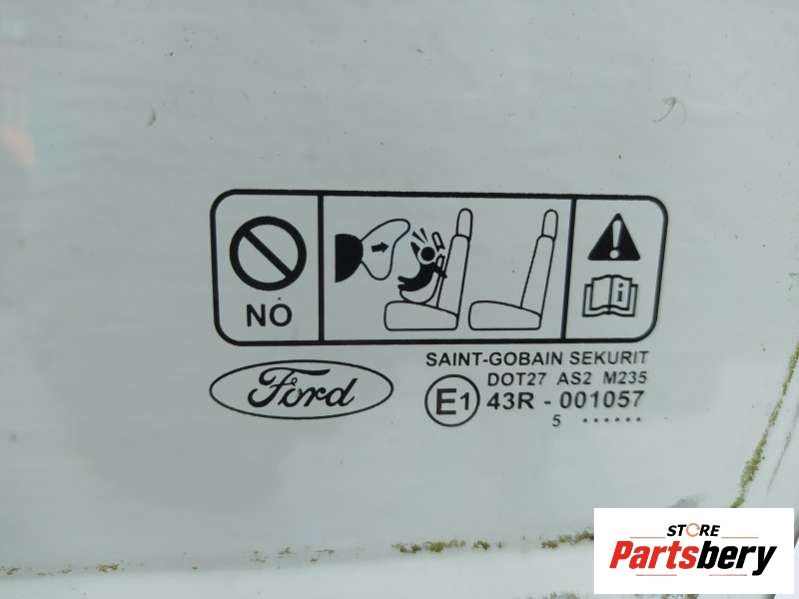 NO
i
SAINT-GOBAIN SEKURIT
Ford
DOT27 AS2 M235
E1 43R - 001057
5 ······
STORE
Partsbery